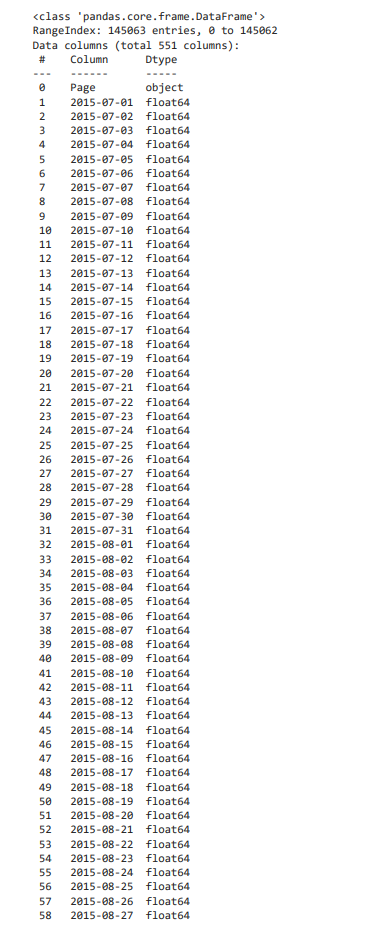 <class 'pandas.core.frame.DataFrame'>
RangeIndex: 145063 entries, 0 to 145062
Data columns (total 551 columns):
# Column Dtype
--- ------ -----
0 Page object
1 2015-07-01 float64
2 2015-07-02 float64
3 2015-07-03 float64
4 2015-07-04 float64
5 2015-07-05 float64
6 2015-07-06 float64
7 2015-07-07 float64
8 2015-07-08 float64
9 2015-07-09 float64
10 2015-07-10 float64
11 2015-07-11 float64
12 2015-07-12 float64
13 2015-07-13 float64
14 2015-07-14 float64
15 2015-07-15 float64
16 2015-07-16 float64
17 2015-07-17 float64
18 2015-07-18 float64
19 2015-07-19 float64
20 2015-07-20 float64
21 2015-07-21 float64
22 2015-07-22 float64
23 2015-07-23 float64
24 2015-07-24 float64
25 2015-07-25 float64
26 2015-07-26 float64
27 2015-07-27 float64
28 2015-07-28 float64
29 2015-07-29 float64
30 2015-07-30 float64
31 2015-07-31 float64
32 2015-08-01 float64
33 2015-08-02 float64
34 2015-08-03 float64
35 2015-08-04 float64
36 2015-08-05 float64
37 2015-08-06 float64
38 2015-08-07 float64
39 2015-08-08 float64
40 2015-08-09 float64
41 2015-08-10 float64
42 2015-08-11 float64
43 2015-08-12 float64
44 2015-08-13 float64
45 2015-08-14 float64
46 2015-08-15 float64
47 2015-08-16 float64
48 2015-08-17 float64
49 2015-08-18 float64
50 2015-08-19 float64
51 2015-08-20 float64
52 2015-08-21 float64
53 2015-08-22 float64
54 2015-08-23 float64
55 2015-08-24 float64
56 2015-08-25 float64
57 2015-08-26 float64
58 2015-08-27 float64